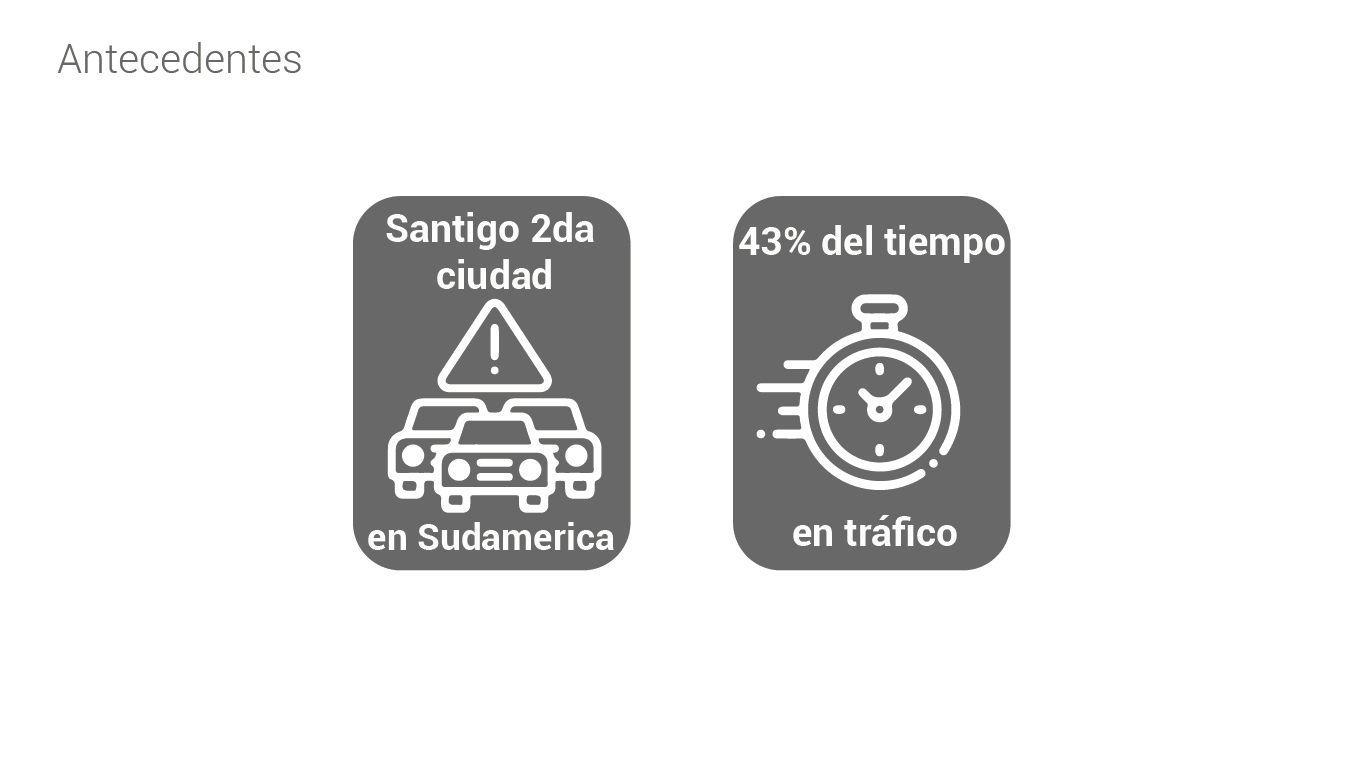 Antecedentes
Santigo 2da
ciudad
en Sudamerica
43% del tiempo
en tráfico